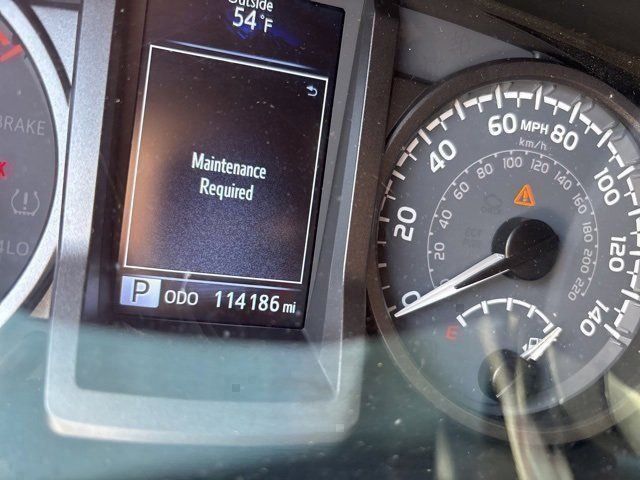 Outside
54°F
Maintenance
Required
P ODO 114186 mi
BRAKE
4LO
0 20 40 60 MPH 80 100 120 140
km/h
0 20 40 60 80 100 120 140 160 180 200 220
E